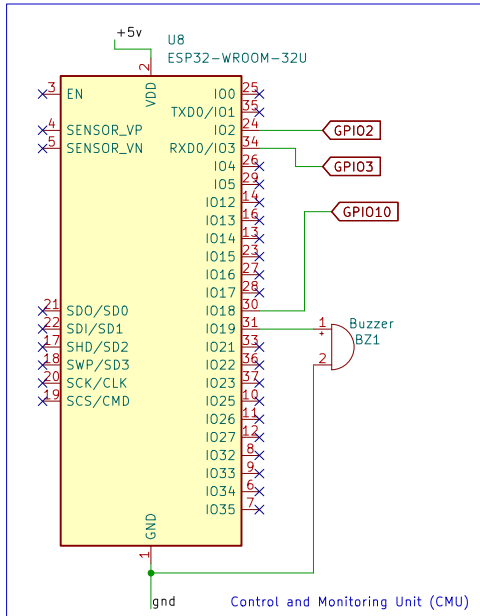 +5v
U8
ESP32-WROOM-32U
2
VDD
3 EN
IO0 25
TXD0/IO1 35
4 SENSOR_VP
IO2 24
GPIO2
5 SENSOR_VN
RXD0/IO3 34
GPIO3
IO4 26
IO5 29
IO12 14
GPIO10
IO13 16
IO14 13
IO15 23
IO16 27
IO17 28
21 SDO/SD0
IO18 30
22 SDI/SD1
IO19 31
1
+
Buzzer
BZ1
2
17 SHD/SD2
IO21 33
18 SWP/SD3
IO22 36
20 SCK/CLK
IO23 37
19 SCS/CMD
IO25 10
IO26 11
IO27 12
IO32 8
IO33 9
IO34 6
IO35 7
GND
1
gnd
Control and Monitoring Unit (CMU)